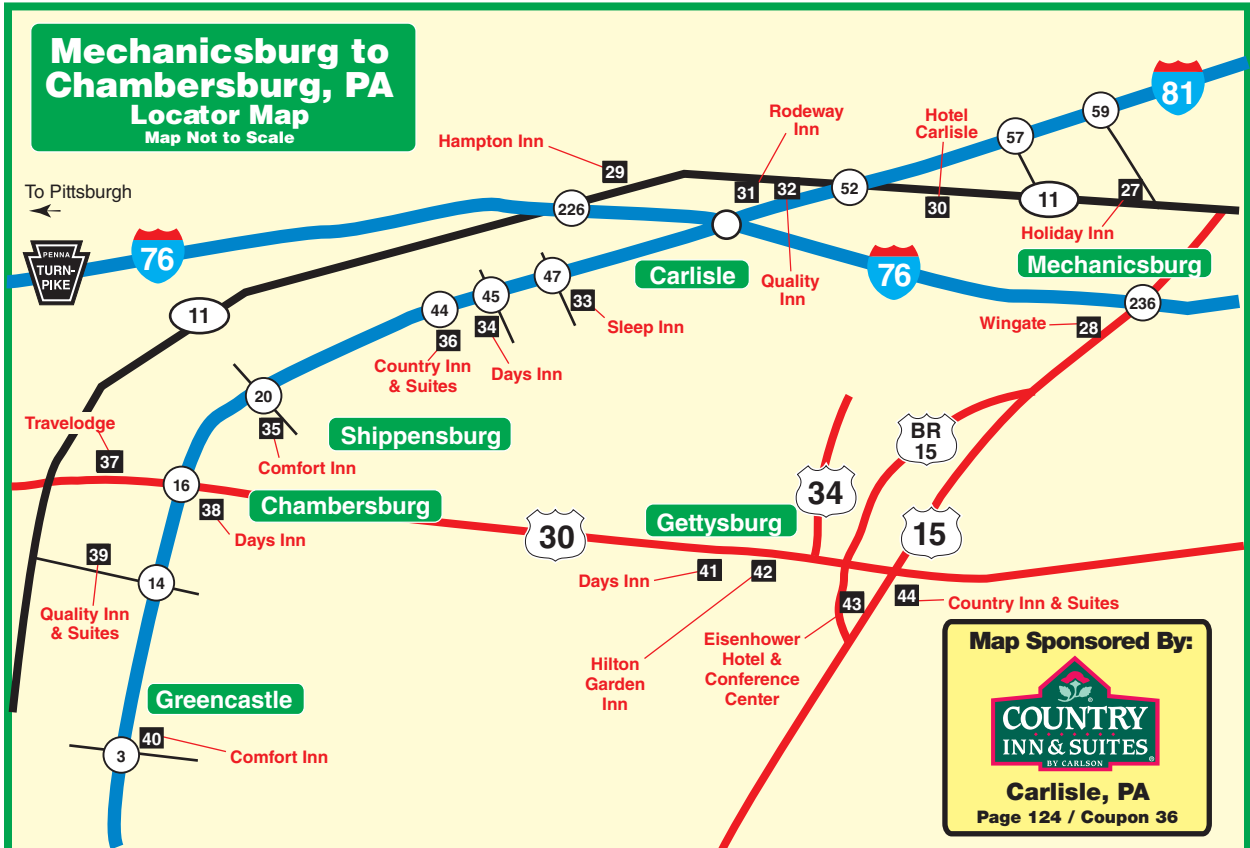 Mechanicsburg to
Chambersburg, PA
Locator Map
Map Not to Scale
81
59
57
Rodeway
Inn
Hotel
Carlisle
Hampton Inn
29
31
32
52
30
11
27
To Pittsburgh
226
Holiday Inn
PENNA
TURN-
PIKE
76
Carlisle
Quality
Inn
76
Mechanicsburg
47
45
44
33
Sleep Inn
236
11
34
36
Wingate
28
Country Inn
& Suites
Days Inn
20
Travelodge
35
Shippensburg
BR
15
37
Comfort Inn
16
34
38
Chambersburg
Days Inn
30
Gettysburg
15
39
14
Days Inn
41
42
43
44
Country Inn & Suites
Quality Inn
& Suites
Eisenhower
Hotel &
Conference
Center
Hilton
Garden
Inn
Greencastle
3
40
Comfort Inn
Map Sponsored By:
COUNTRY
INN & SUITES
BY CARLSON
®
Carlisle, PA
Page 124 / Coupon 36